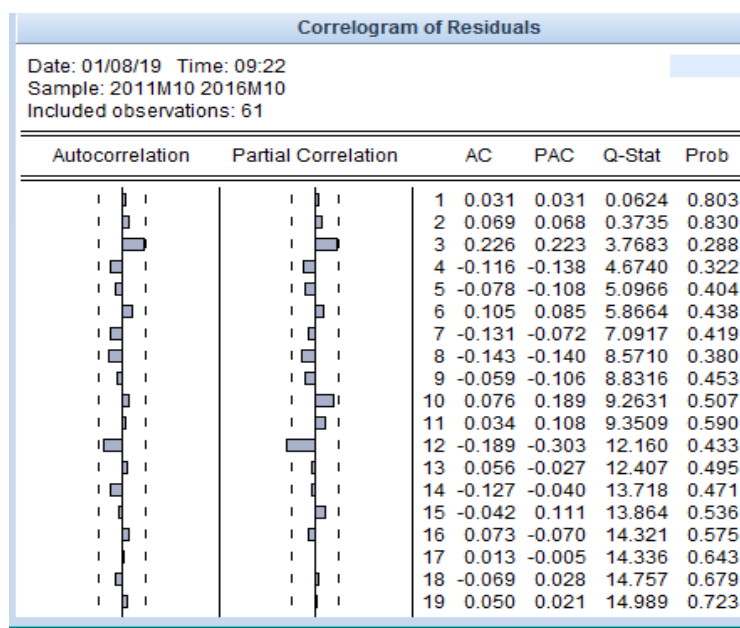 Correlogram of Residuals
Date: 01/08/19 Time: 09:22
Sample: 2011M10 2016M10
Included observations: 61
Autocorrelation Partial Correlation AC PAC Q-Stat Prob
1 0.031 0.031 0.0624 0.803
2 0.069 0.068 0.3735 0.830
3 0.226 0.223 3.7683 0.288
4 -0.116 -0.138 4.6740 0.322
5 -0.078 -0.108 5.0966 0.404
6 0.105 0.085 5.8664 0.438
7 -0.131 -0.072 7.0917 0.419
8 -0.143 -0.140 8.5710 0.380
9 -0.059 -0.106 8.8316 0.453
10 0.076 0.189 9.2631 0.507
11 0.034 0.108 9.3509 0.590
12 -0.189 -0.303 12.160 0.433
13 0.056 -0.027 12.407 0.495
14 -0.127 -0.040 13.718 0.471
15 -0.042 0.111 13.864 0.536
16 0.073 -0.070 14.321 0.575
17 0.013 -0.005 14.336 0.643
18 -0.069 0.028 14.757 0.679
19 0.050 0.021 14.989 0.723